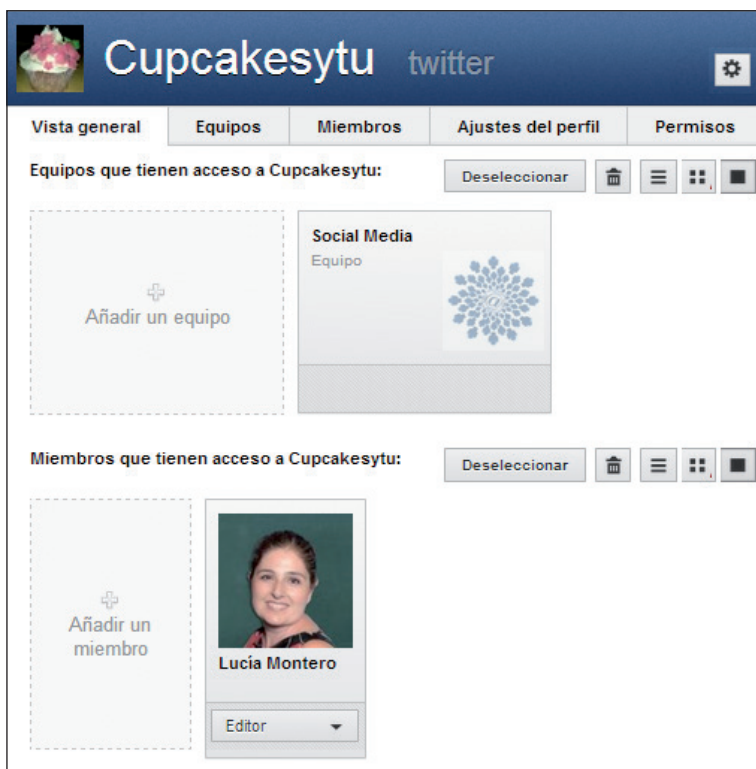 Cupcakesytu twitter
Vista general Equipos Miembros Ajustes del perfil Permisos
Equipos que tienen acceso a Cupcakesytu: Deseleccionar
Añadir un equipo
Social Media
Equipo
Miembros que tienen acceso a Cupcakesytu: Deseleccionar
Añadir un
miembro
Lucía Montero
Editor